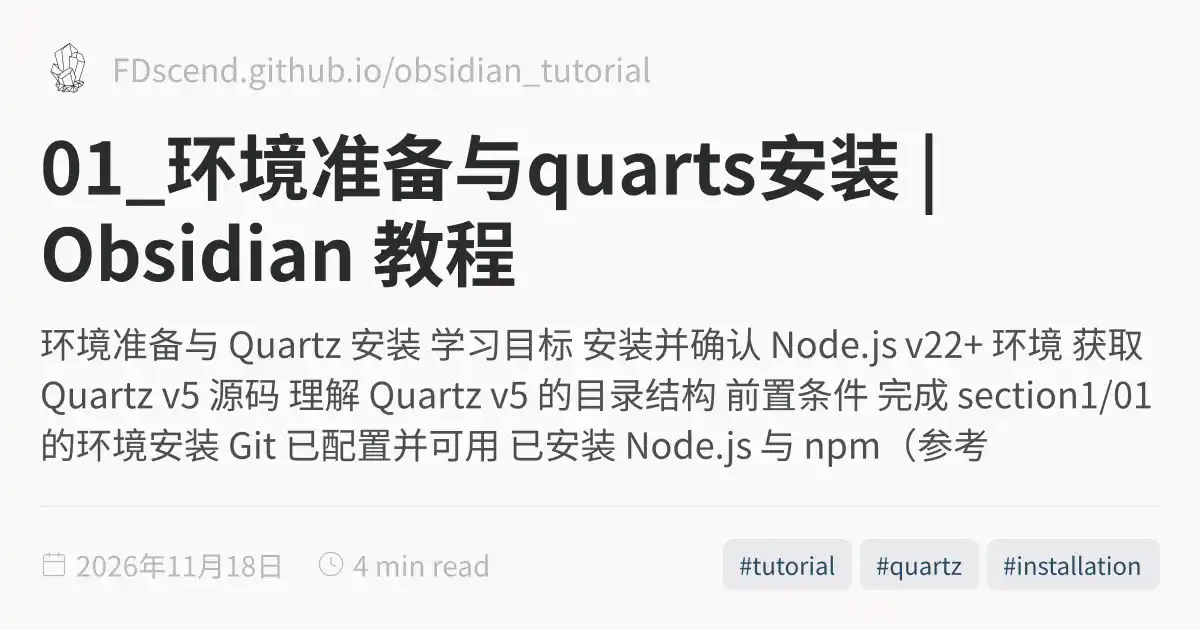 FDscend.github.io/obsidian_tutorial
01_环境准备与quarts安装 |
Obsidian 教程
环境准备与 Quartz 安装 学习目标 安装并确认 Node.js v22+ 环境 获取
Quartz v5 源码 理解 Quartz v5 的目录结构 前置条件 完成 section1/01
的环境安装 Git 已配置并可用 已安装 Node.js 与 npm（参考
2026年11月18日 4 min read #tutorial #quartz #installation